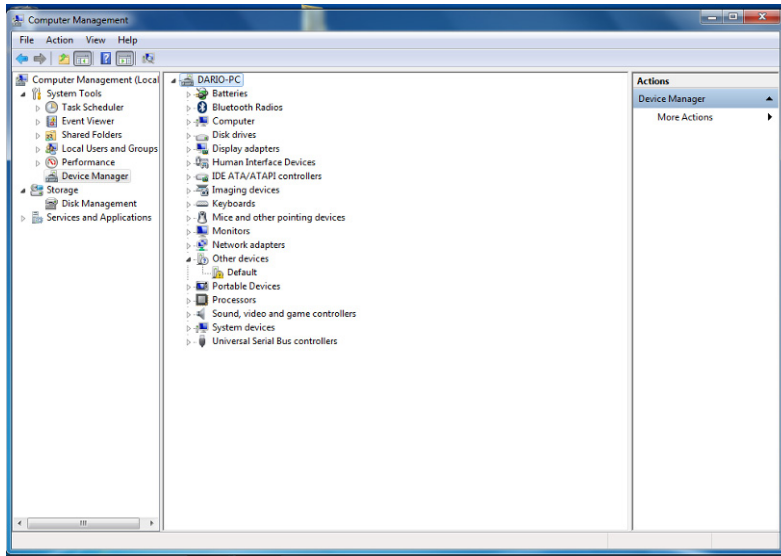 Computer Management
File Action View Help
Computer Management (Local
System Tools
Task Scheduler
Event Viewer
Shared Folders
Local Users and Groups
Performance
Device Manager
Storage
Disk Management
Services and Applications
DARIO-PC
Batteries
Bluetooth Radios
Computer
Disk drives
Display adapters
Human Interface Devices
IDE ATA/ATAPI controllers
Imaging devices
Keyboards
Mice and other pointing devices
Monitors
Network adapters
Other devices
Default
Portable Devices
Processors
Sound, video and game controllers
System devices
Universal Serial Bus controllers
Actions
Device Manager
More Actions